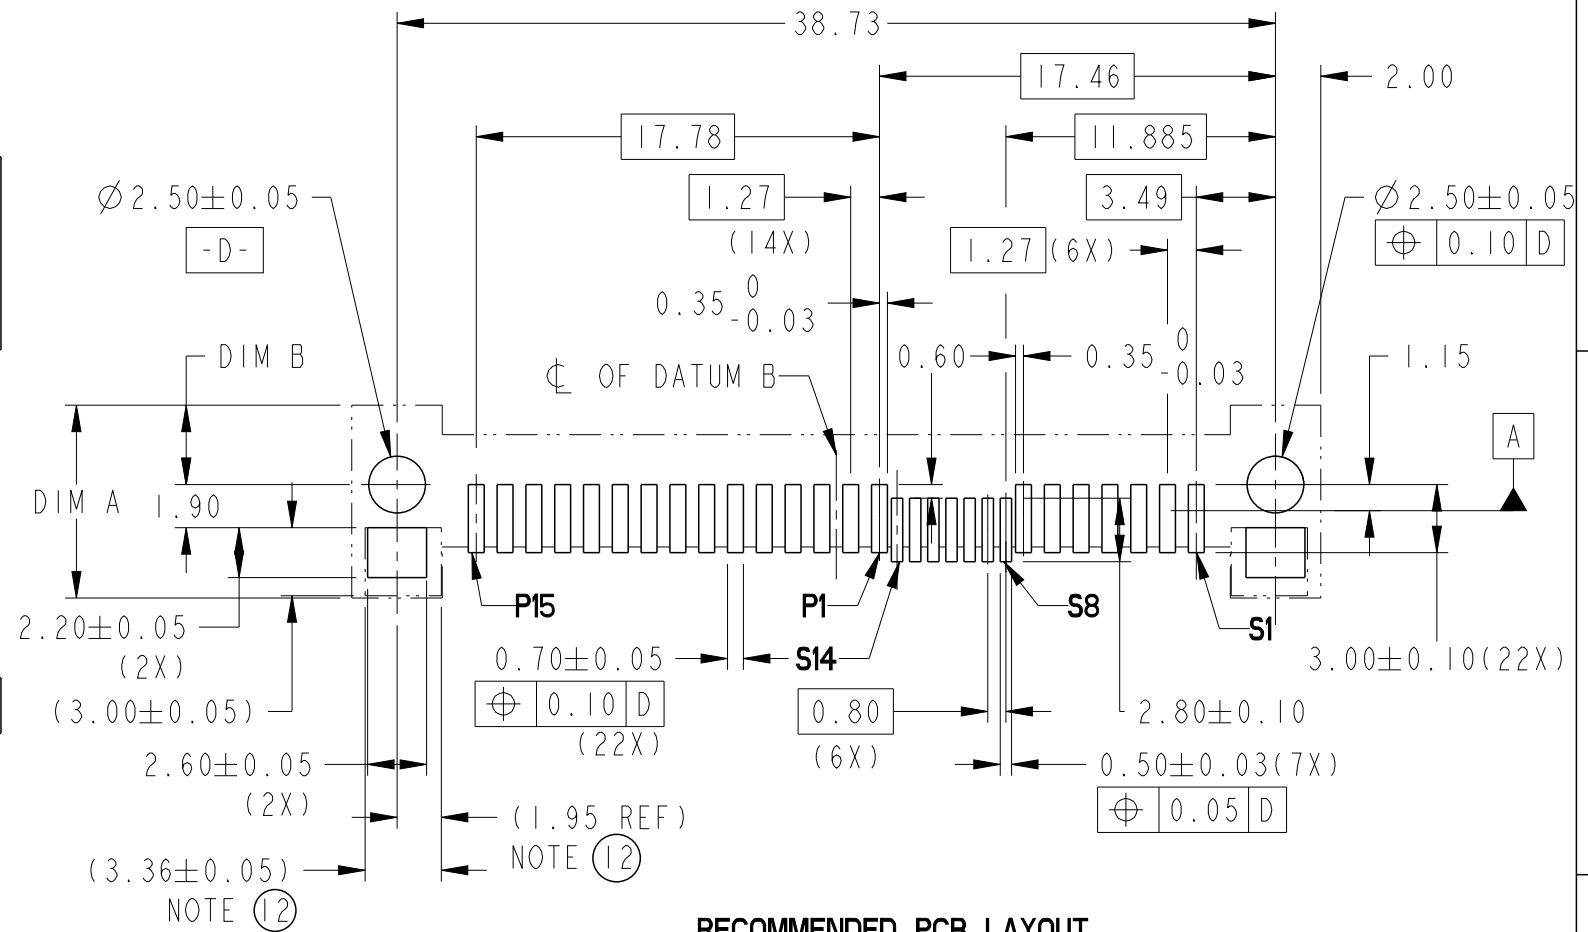 38.73
17.46
2.00
17.78
11.885
Ø2.50±0.05
1.27
3.49
Ø2.50±0.05
-D-
(14X)
1.27 (6X)
⌖ 0.10 D
0.35 0 -0.03
DIM B
℄ OF DATUM B
0.60
0.35 0 -0.03
1.15
A
DIM A
1.90
P15
P1
S8
S1
2.20±0.05
(2X)
0.70±0.05
S14
3.00±0.10(22X)
(3.00±0.05)
⌖ 0.10 D
(22X)
0.80
(6X)
2.80±0.10
2.60±0.05
(2X)
0.50±0.03(7X)
⌖ 0.05 D
(1.95 REF)
NOTE 12
(3.36±0.05)
NOTE 12
RECOMMENDED PCB LAYOUT